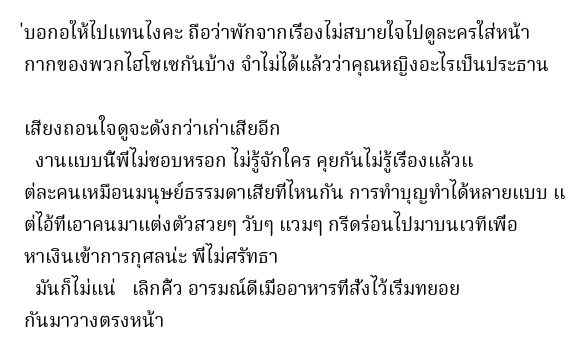 ่บอกอให้ไปแทนไงคะ ถือว่าพักจากเรื่องไม่สบายใจไปดูละครใส่หน้า
กากของพวกไฮโซเซกันบ้าง จำไม่ได้แล้วว่าคุณหญิงอะไรเป็นประธาน
เสียงถอนใจดูจะดังกว่าเก่าเสียอีก
งานแบบนี้พี่ไม่ชอบหรอก ไม่รู้จักใคร คุยกันไม่รู้เรื่องแล้วแ
ต่ละคนเหมือนมนุษย์ธรรมดาเสียที่ไหนกัน การทำบุญทำได้หลายแบบ แ
ต่ไอ้ที่เอาคนมาแต่งตัวสวยๆ วับๆ แวมๆ กรีดร่อนไปมาบนเวทีเพื่อ
หาเงินเข้าการกุศลน่ะ พี่ไม่ศรัทธา
มันก็ไม่แน่ เลิกคิ้ว อารมณ์ดีเมื่ออาหารที่สั่งไว้เริ่มทยอย
กันมาวางตรงหน้า